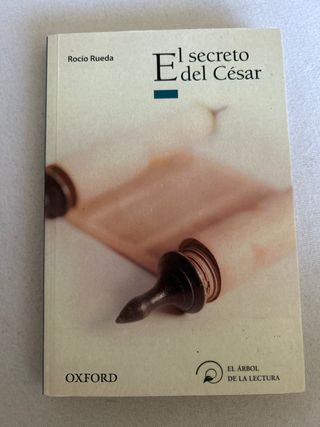 Rocío Rueda
El secreto
del César
OXFORD
EL ÁRBOL
DE LA LECTURA